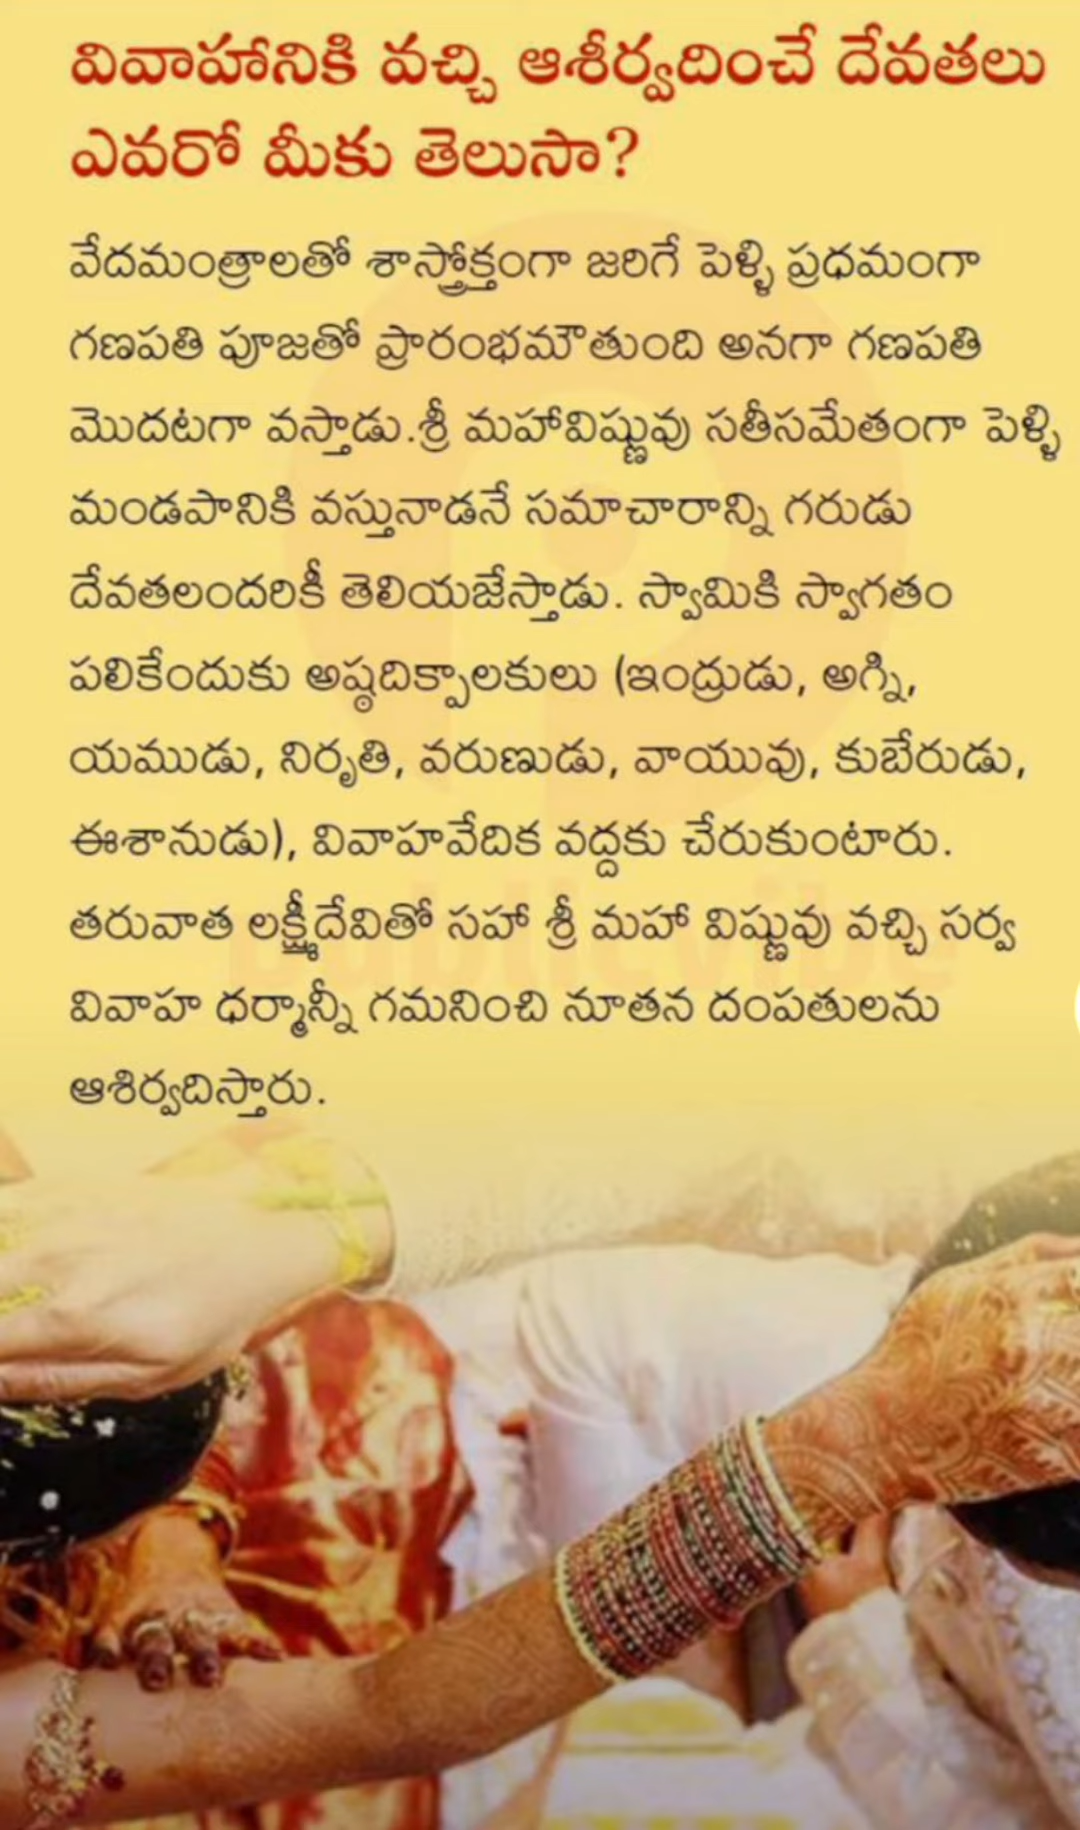 వివాహానికి వచ్చి ఆశీర్వదించే దేవతలు
ఎవరో మీకు తెలుసా?
వేదమంత్రాలతో శాస్త్రోక్తంగా జరిగే పెళ్ళి ప్రధమంగా
గణపతి పూజతో ప్రారంభమౌతుంది అనగా గణపతి
మొదటగా వస్తాడు.శ్రీ మహావిష్ణువు సతీసమేతంగా పెళ్ళి
మండపానికి వస్తునాడనే సమాచారాన్ని గరుడు
దేవతలందరికీ తెలియజేస్తాడు. స్వామికి స్వాగతం
పలికేందుకు అష్ఠదిక్పాలకులు (ఇంద్రుడు, అగ్ని,
యముడు, నిరృతి, వరుణుడు, వాయువు, కుబేరుడు,
ఈశానుడు), వివాహవేదిక వద్దకు చేరుకుంటారు.
తరువాత లక్ష్మీదేవితో సహా శ్రీ మహా విష్ణువు వచ్చి సర్వ
వివాహ ధర్మాన్నీ గమనించి నూతన దంపతులను
ఆశిర్వదిస్తారు.
publicvibe